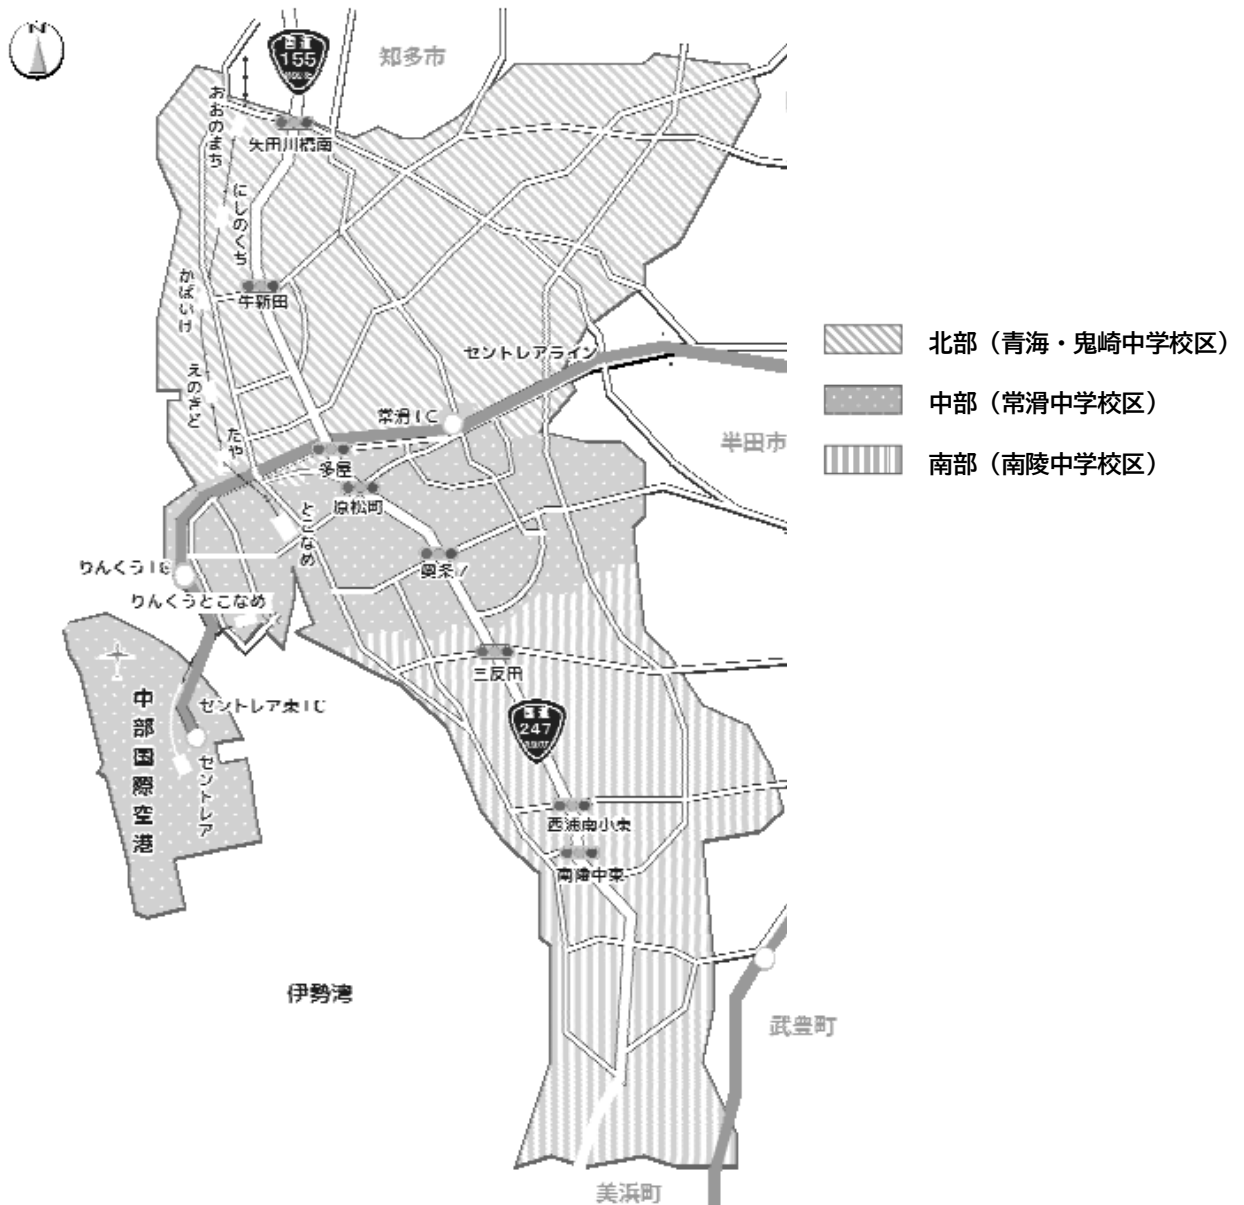 N
知多市
国道
155
ROUTE
おおのまち
矢田川橋南
にしのくち
かばいけ
牛新田
セントレアライン
北部（青海・鬼崎中学校区）
えのきど
中部（常滑中学校区）
常滑IC
たや
半田市
南部（南陵中学校区）
多屋
原松町
とこなめ
奥条7
りんくうIC
りんくうとこなめ
三反田
中部国際空港
セントレア東IC
国道
247
ROUTE
セントレア
西浦南小東
南陵中東
伊勢湾
武豊町
美浜町